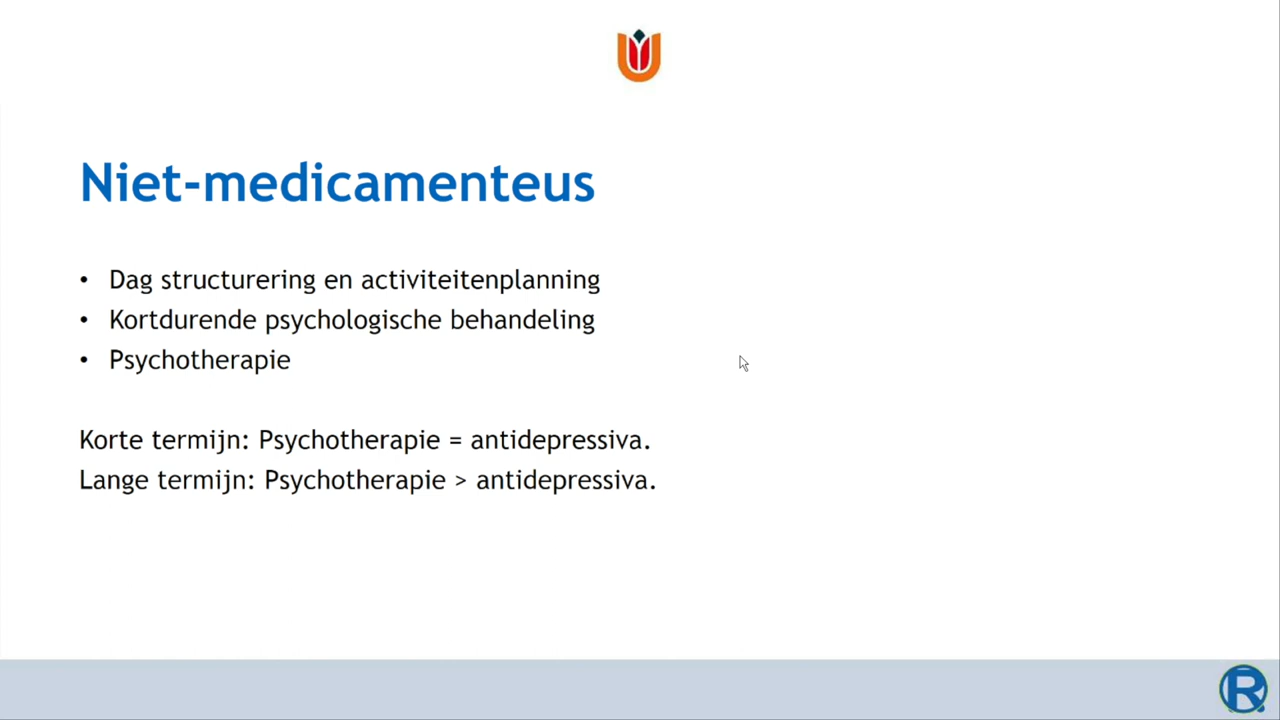 Niet-medicamenteus
• Dag structurering en activiteitenplanning
• Kortdurende psychologische behandeling
• Psychotherapie
Korte termijn: Psychotherapie = antidepressiva.
Lange termijn: Psychotherapie > antidepressiva.
R